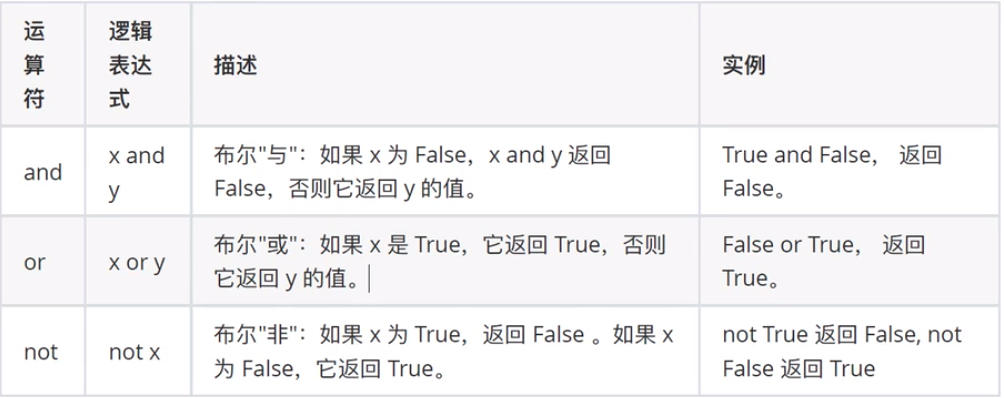 运
算
符
逻辑
表达
式
描述
实例
and
x and
y
布尔"与"：如果 x 为 False，x and y 返回
False，否则它返回 y 的值。
True and False， 返回
False。
or
x or y
布尔"或"：如果 x 是 True，它返回 True，否则
它返回 y 的值。
False or True， 返回
True。
not
not x
布尔"非"：如果 x 为 True，返回 False 。如果 x
为 False，它返回 True。
not True 返回 False, not
False 返回 True